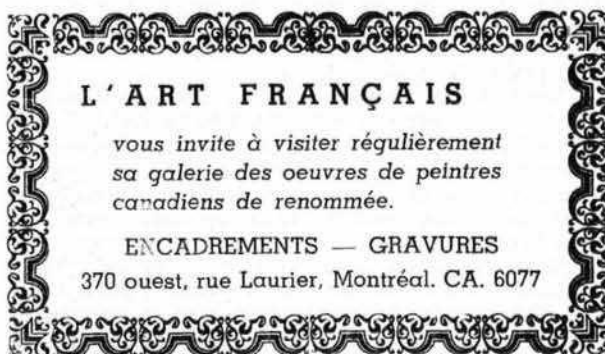 L'ART FRANÇAIS
vous invite à visiter régulièrement
sa galerie des oeuvres de peintres
canadiens de renommée.
ENCADREMENTS — GRAVURES
370 ouest, rue Laurier, Montréal. CA. 6077